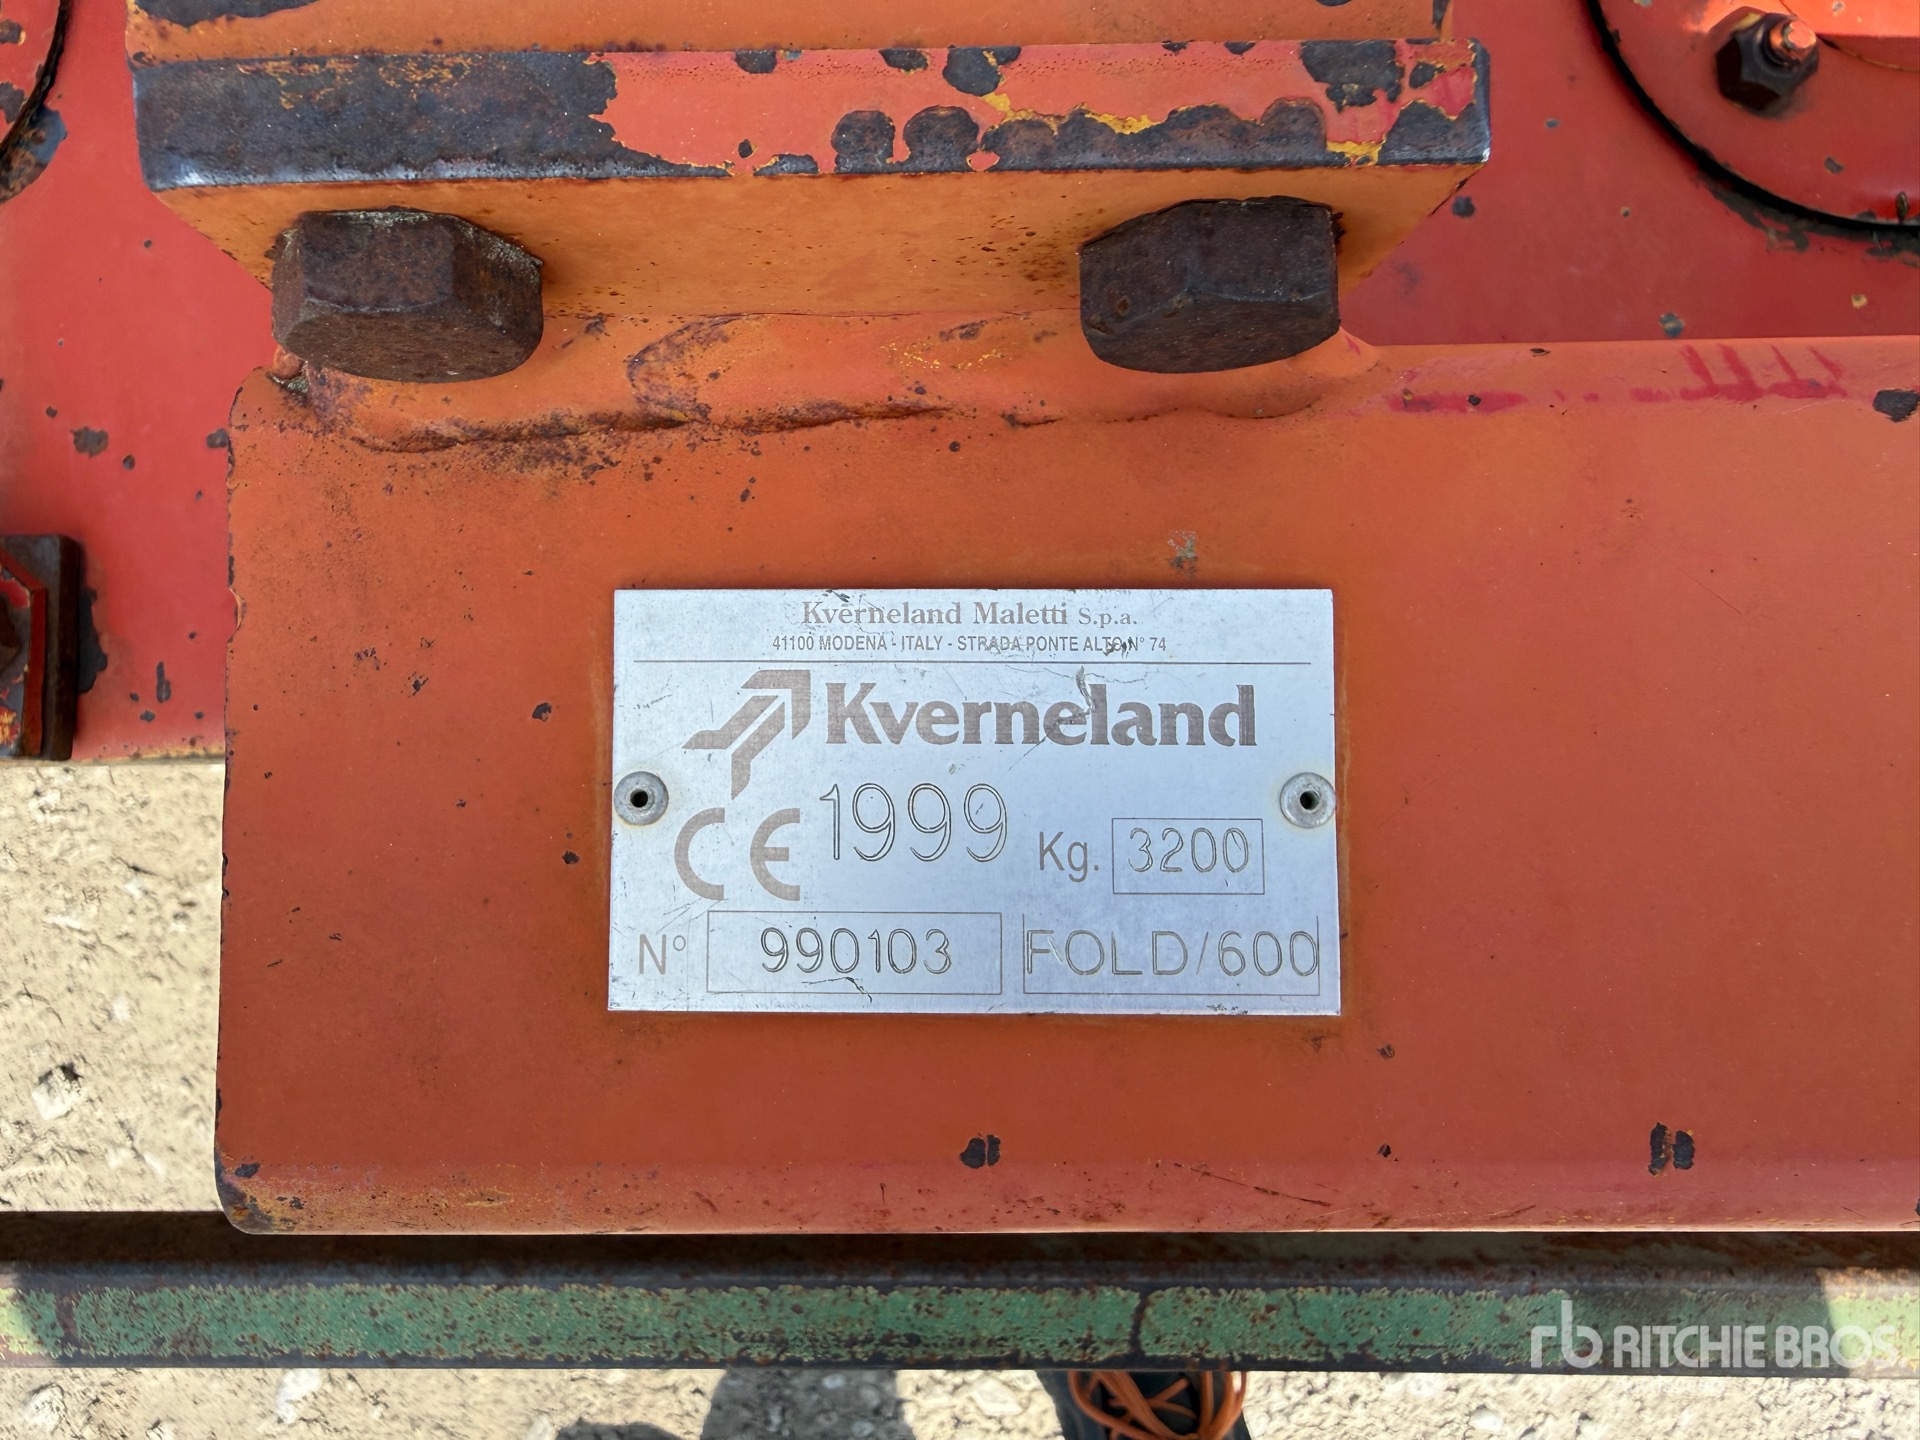 Kverneland Maletti S.p.a.
41100 MODENA - ITALY - STRADA PONTE ALTO N° 74
Kverneland
CE 1999 Kg. 3200
N° 990103 FOLD/600
rb RITCHIE BROS